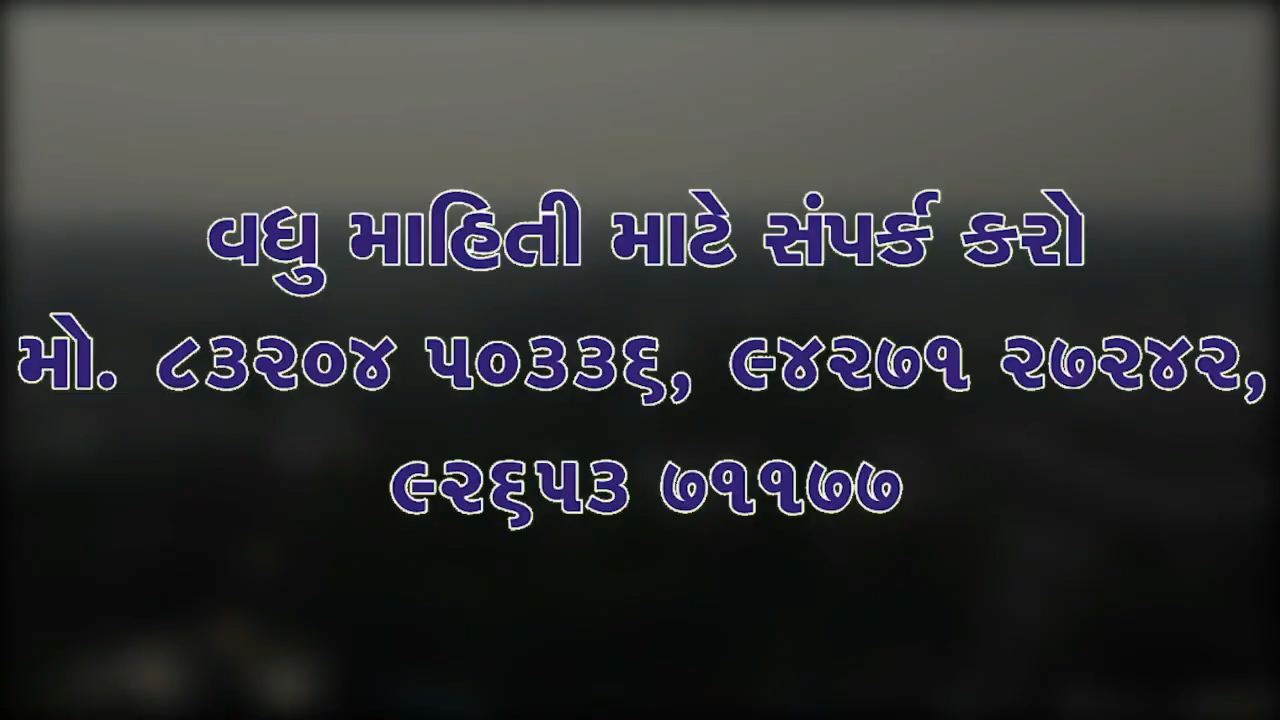 વધુ માહિતી માટે સંપર્ક કરો
મો. ૮૩૨૦૪ ૫૦૩૩૬, ૯૪૨૭૧ ૨૭૨૪૨,
૯૨૬૫૩ ૭૧૧૭૭